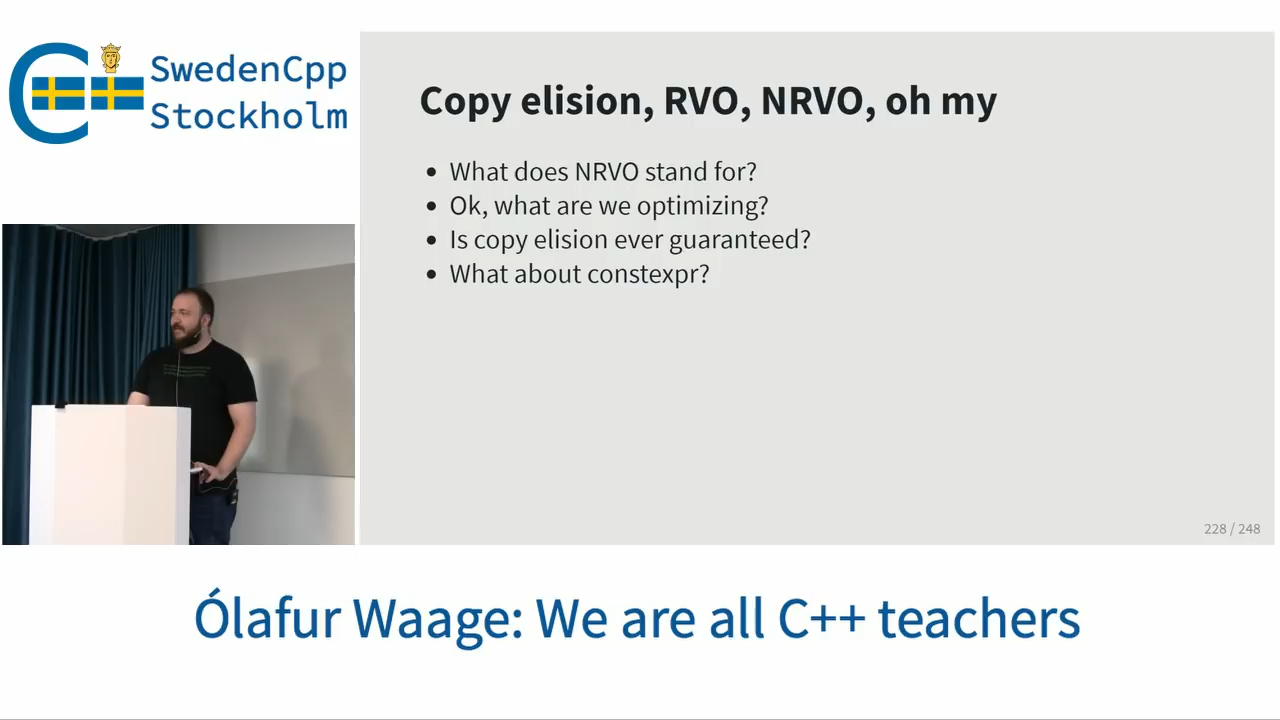 SwedenCpp
Stockholm
Copy elision, RVO, NRVO, oh my
• What does NRVO stand for?
• Ok, what are we optimizing?
• Is copy elision ever guaranteed?
• What about constexpr?
228 / 248
Ólafur Waage: We are all C++ teachers